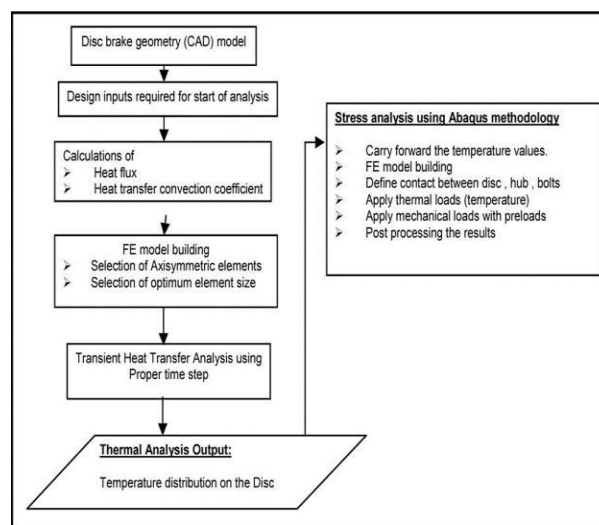 Disc brake geometry (CAD) model
Design inputs required for start of analysis
Calculations of
➢ Heat flux
➢ Heat transfer convection coefficient
FE model building
➢ Selection of Axisymmetric elements
➢ Selection of optimum element size
Transient Heat Transfer Analysis using
Proper time step
Thermal Analysis Output:
Temperature distribution on the Disc
Stress analysis using Abaqus methodology
➢ Carry forward the temperature values.
➢ FE model building
➢ Define contact between disc , hub , bolts
➢ Apply thermal loads (temperature)
➢ Apply mechanical loads with preloads
➢ Post processing the results